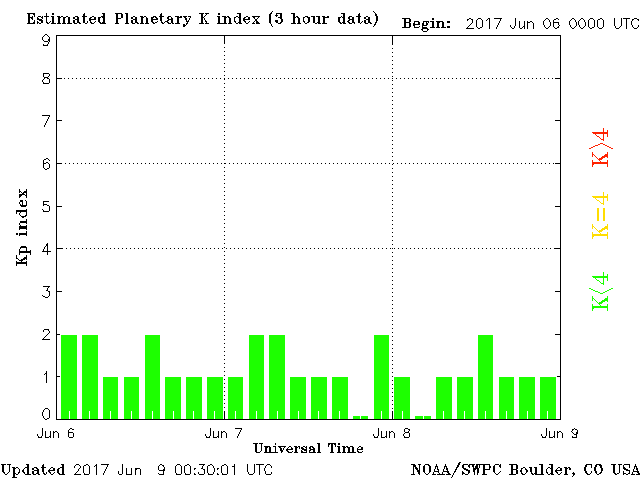 Estimated Planetary K index (3 hour data)
Begin: 2017 Jun 06 0000 UTC
9
8
7
6
5
4
3
2
1
0
Kp index
K>4
K=4
K<4
Jun 6
Jun 7
Jun 8
Jun 9
Universal Time
Updated 2017 Jun 9 00:30:01 UTC
NOAA/SWPC Boulder, CO USA